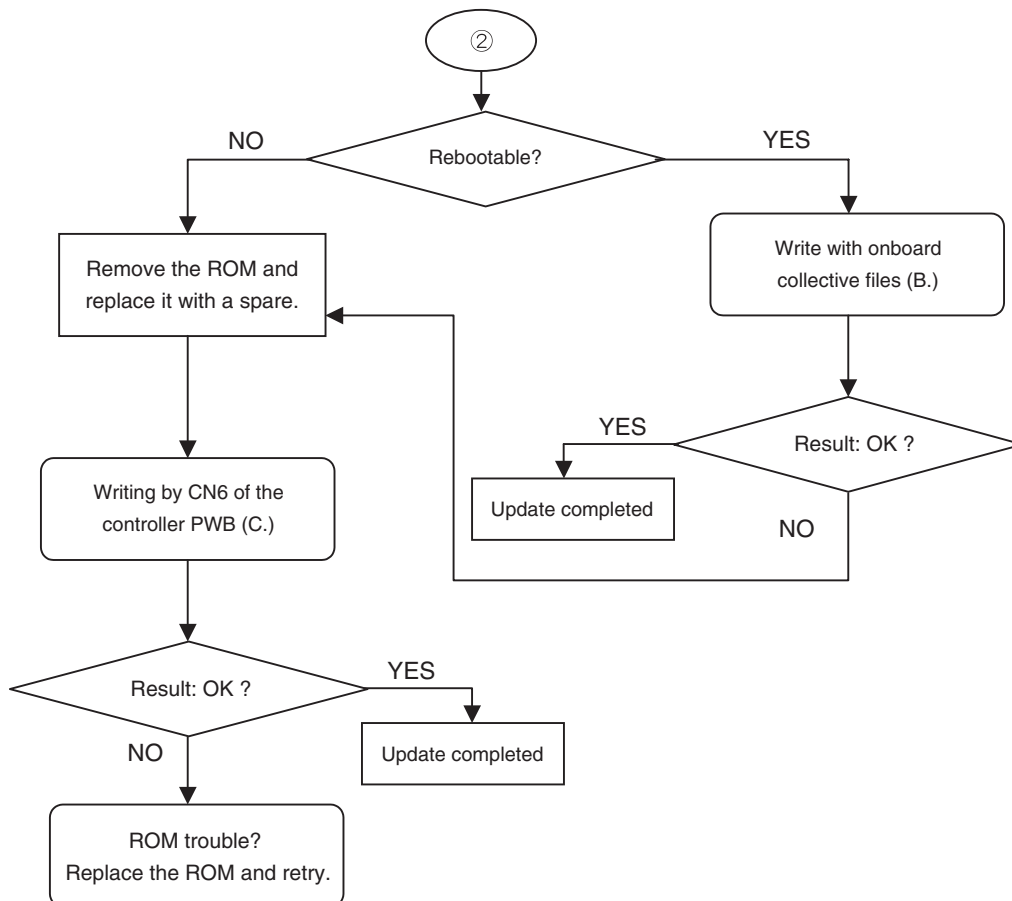 ②
NO
YES
Rebootable?
Remove the ROM and
replace it with a spare.
Write with onboard
collective files (B.)
YES
Result: OK ?
Update completed
NO
Writing by CN6 of the
controller PWB (C.)
Result: OK ?
YES
NO
Update completed
ROM trouble?
Replace the ROM and retry.